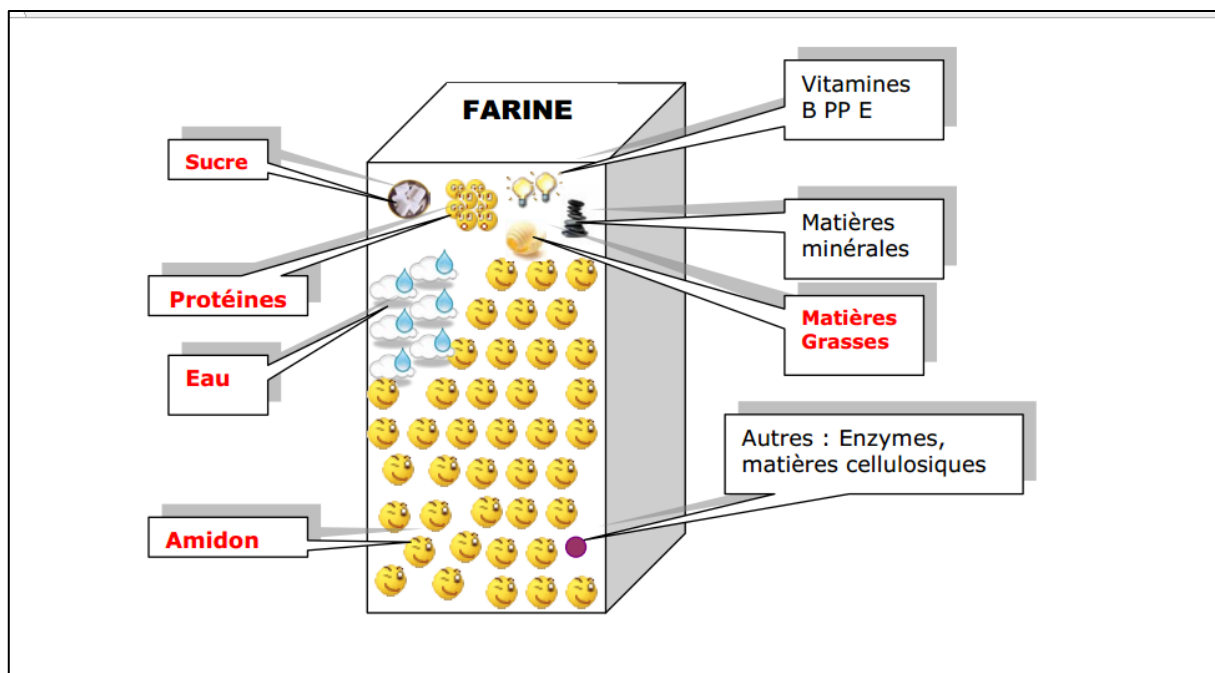 FARINE
Vitamines
B PP E
Sucre
Matières
minérales
Protéines
Matières
Grasses
Eau
Autres : Enzymes,
matières cellulosiques
Amidon